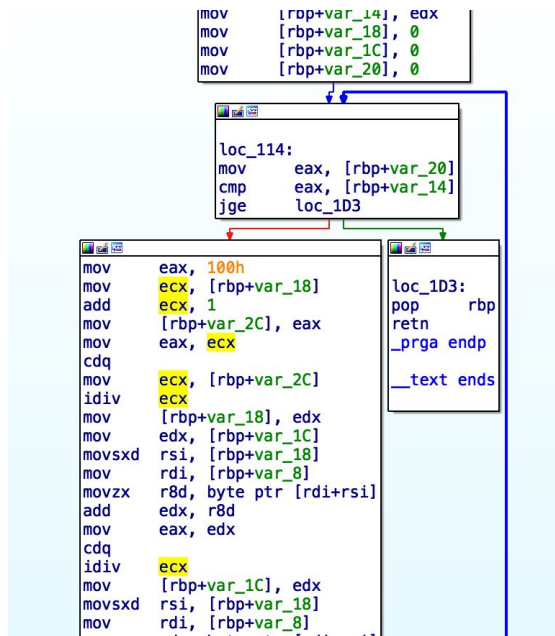 mov [rbp+var_14], edx
mov [rbp+var_18], 0
mov [rbp+var_1C], 0
mov [rbp+var_20], 0
loc_114:
mov eax, [rbp+var_20]
cmp eax, [rbp+var_14]
jge loc_1D3
mov eax, 100h
mov ecx, [rbp+var_18]
add ecx, 1
mov [rbp+var_2C], eax
mov eax, ecx
cdq
mov ecx, [rbp+var_2C]
idiv ecx
mov [rbp+var_18], edx
mov edx, [rbp+var_1C]
movsxd rsi, [rbp+var_18]
mov rdi, [rbp+var_8]
movzx r8d, byte ptr [rdi+rsi]
add edx, r8d
mov eax, edx
cdq
idiv ecx
mov [rbp+var_1C], edx
movsxd rsi, [rbp+var_18]
mov rdi, [rbp+var_8]
loc_1D3:
pop rbp
retn
_prga endp
__text ends